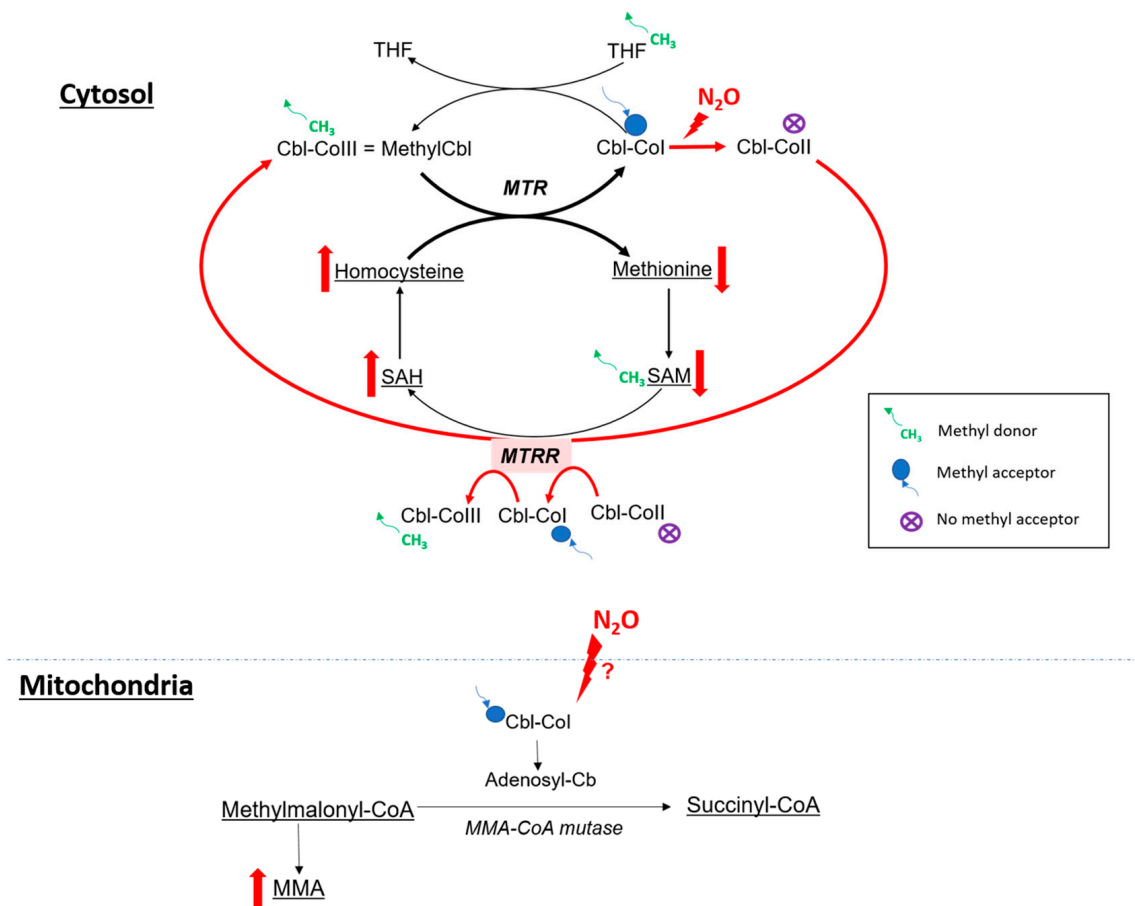 THF
THF
CH₃
Cytosol
N₂O
CH₃
Cbl-CoIII = MethylCbl
Cbl-CoI
Cbl-CoII
MTR
Homocysteine
Methionine
SAH
CH₃
SAM
MTRR
Cbl-CoIII
Cbl-CoI
Cbl-CoII
CH₃
CH₃
Methyl donor
Methyl acceptor
No methyl acceptor
N₂O
?
Mitochondria
Cbl-CoI
Adenosyl-Cb
Methylmalonyl-CoA
Succinyl-CoA
MMA-CoA mutase
MMA